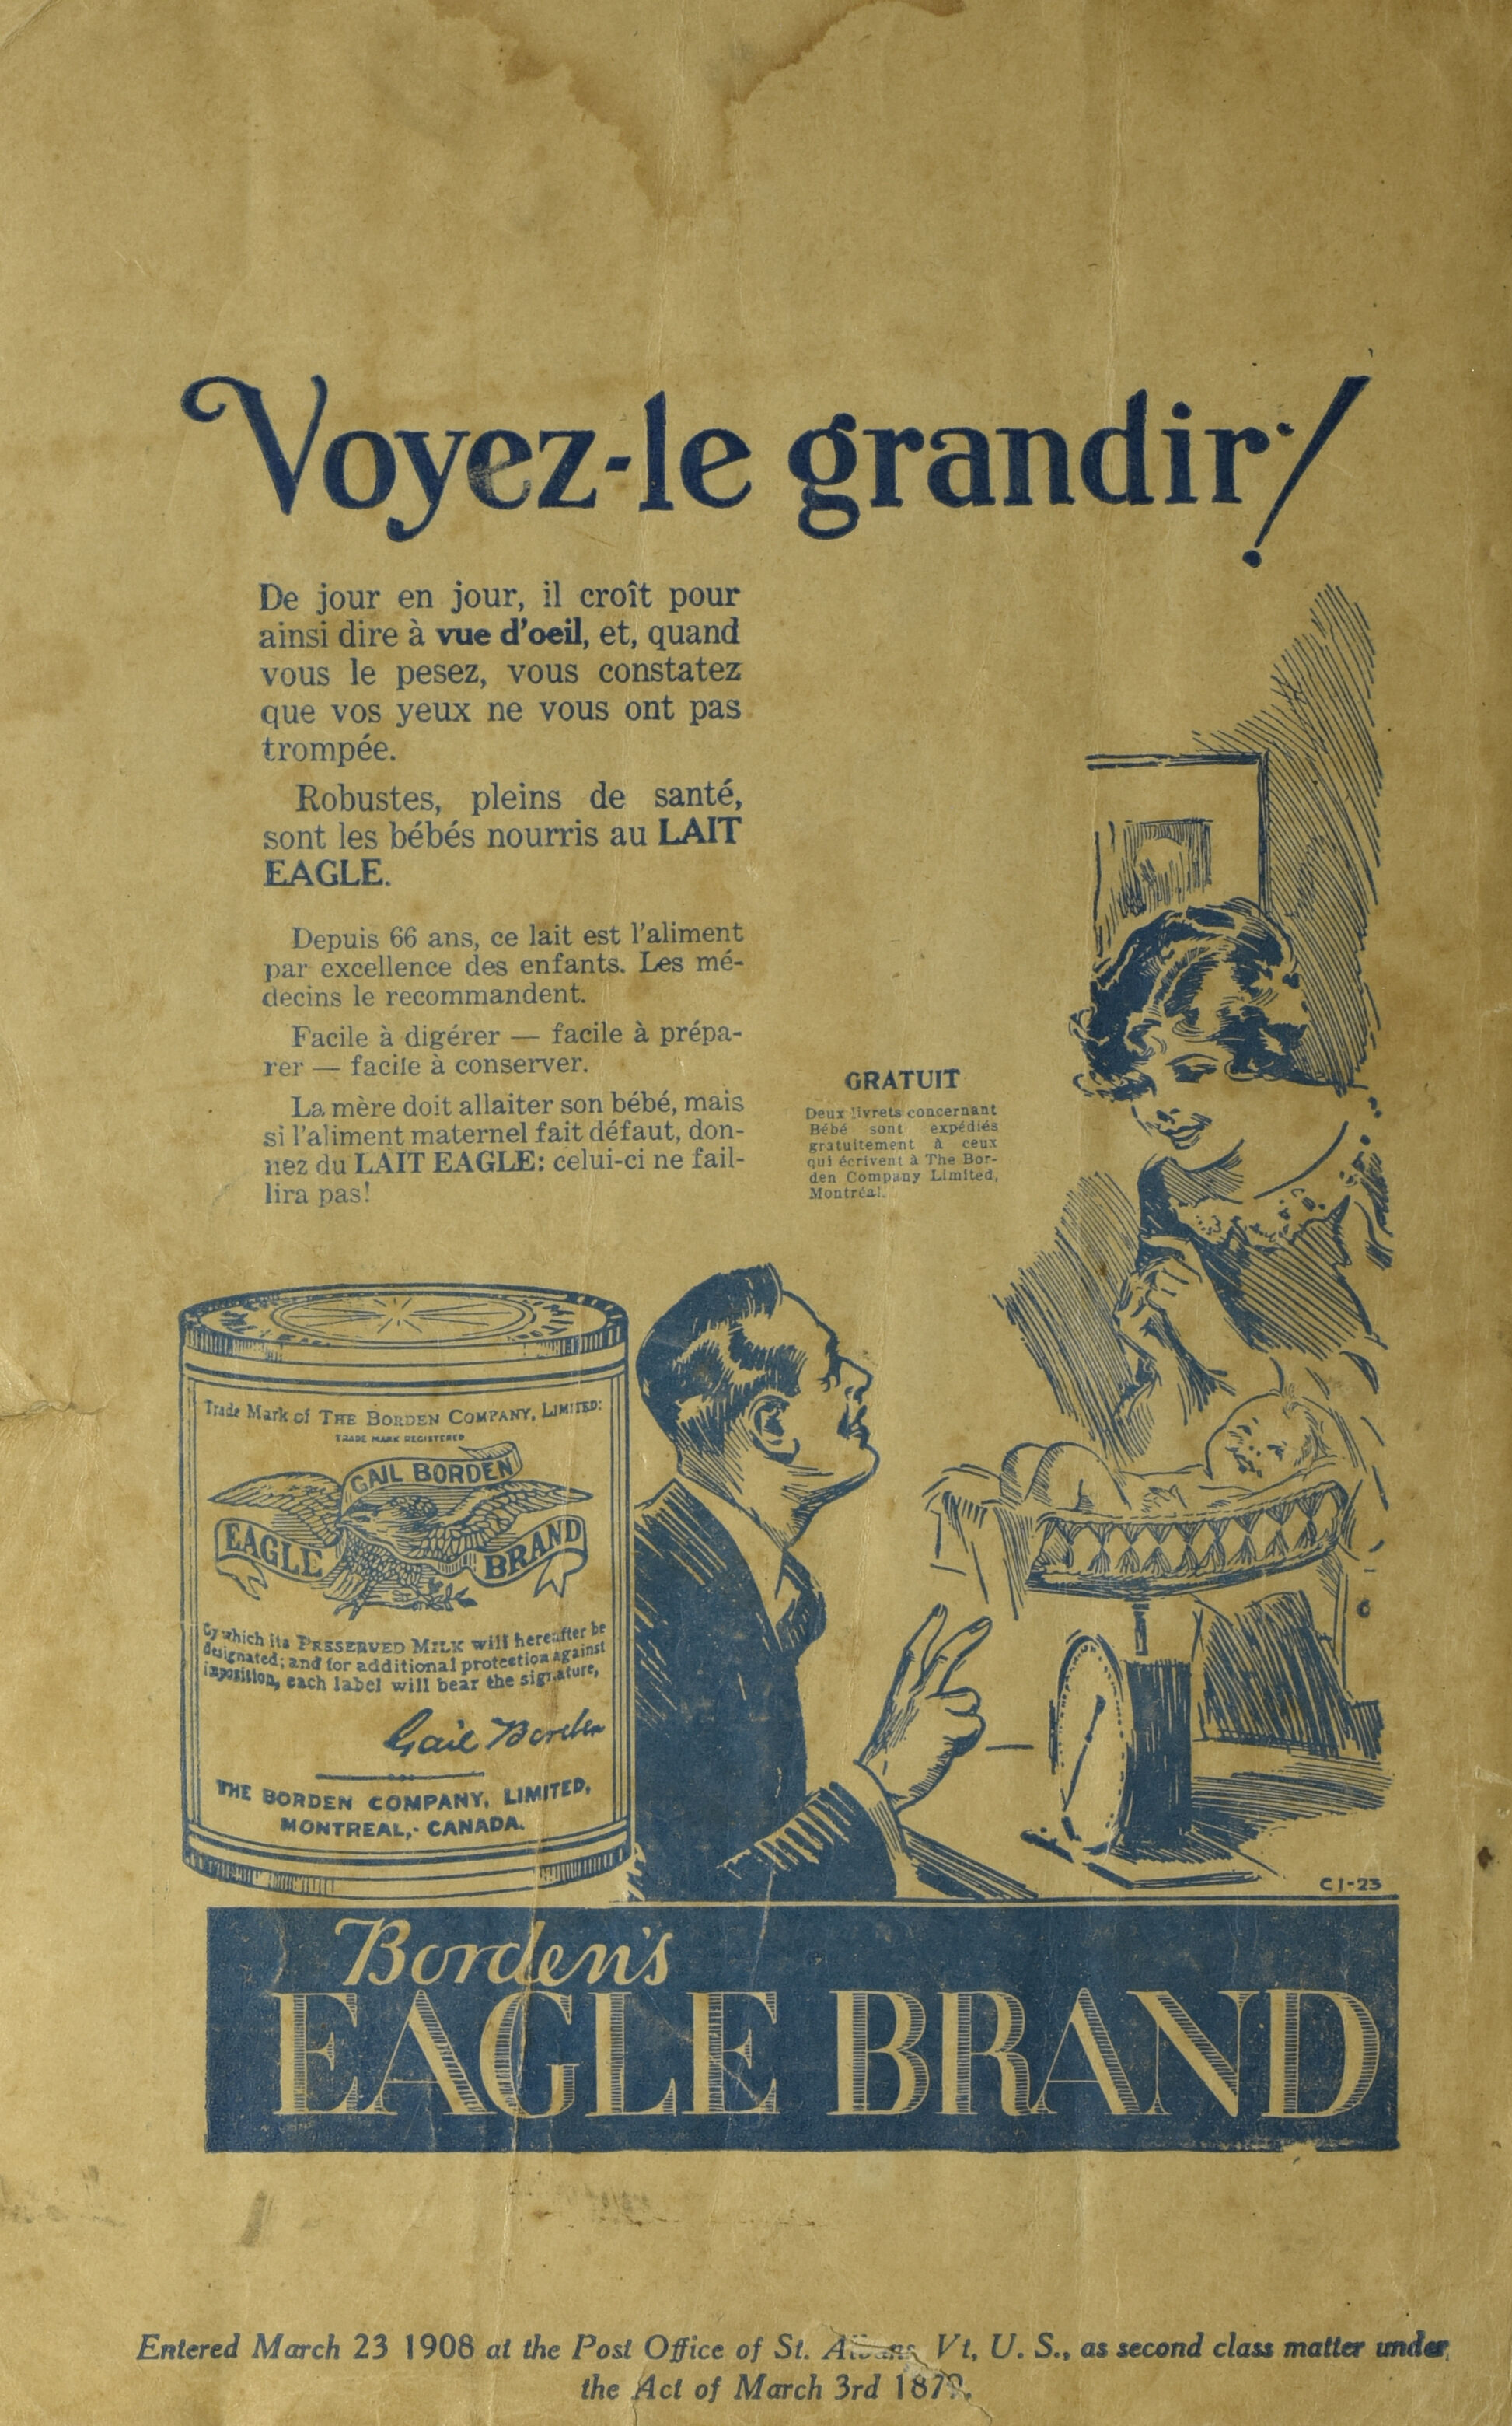 Voyez-le grandir!
De jour en jour, il croît pour
ainsi dire à vue d'oeil, et, quand
vous le pesez, vous constatez
que vos yeux ne vous ont pas
trompée.
Robustes, pleins de santé,
sont les bébés nourris au LAIT
EAGLE.
Depuis 66 ans, ce lait est l'aliment
par excellence des enfants. Les mé-
decins le recommandent.
Facile à digérer — facile à prépa-
rer — facile à conserver.
La mère doit allaiter son bébé, mais
si l'aliment maternel fait défaut, don-
nez du LAIT EAGLE: celui-ci ne fail-
lira pas!
GRATUIT
Deux livrets concernant
Bébé sont expédiés
gratuitement à ceux
qui écrivent à The Bor-
den Company Limited,
Montréal.
Trade Mark of THE BORDEN COMPANY, LIMITED:
TRADE MARK REGISTERED
GAIL BORDEN
EAGLE BRAND
By which its PRESERVED MILK will hereafter be
designated; and for additional protection against
imposition, each label will bear the signature,
Gail Borden
THE BORDEN COMPANY, LIMITED,
MONTREAL,- CANADA.
C1-23
Borden's
EAGLE BRAND
Entered March 23 1908 at the Post Office of St. Albans, Vt, U. S., as second class matter under
the Act of March 3rd 1879.